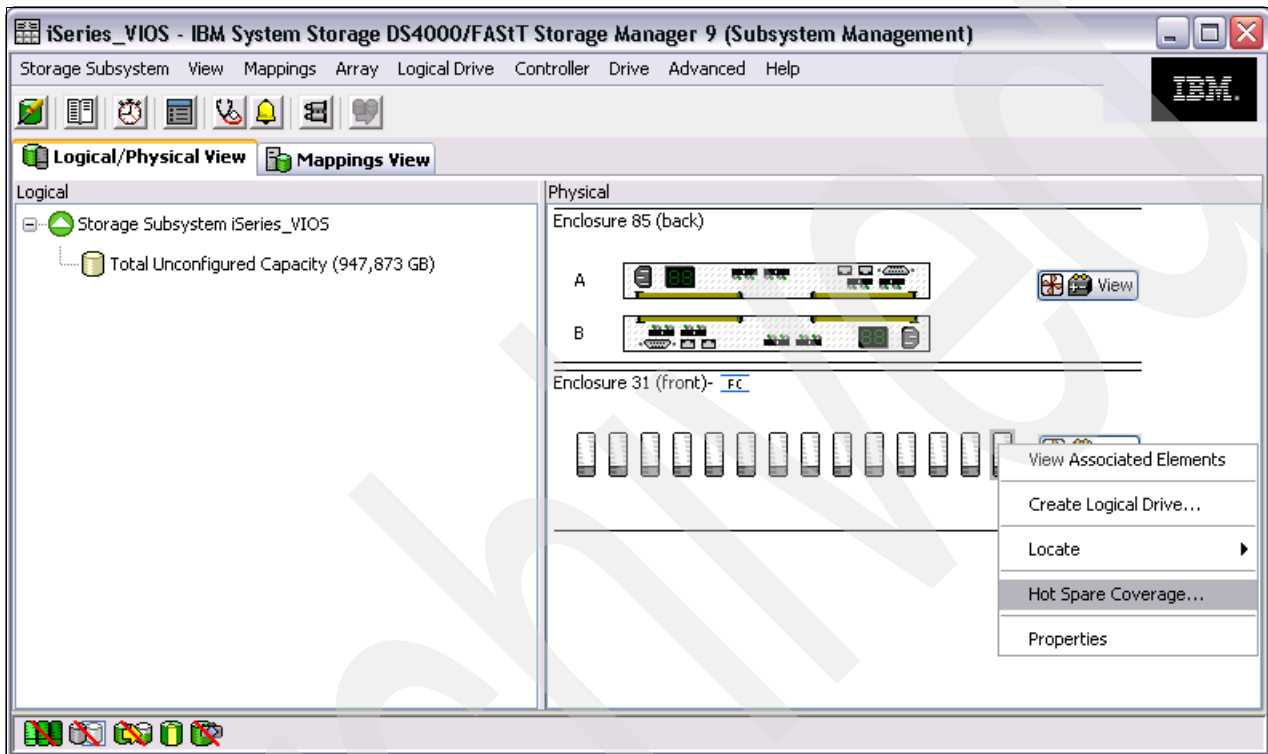 iSeries_VIOS - IBM System Storage DS4000/FAStT Storage Manager 9 (Subsystem Management)
Storage Subsystem View Mappings Array Logical Drive Controller Drive Advanced Help
IBM.
Logical/Physical View Mappings View
Logical
Storage Subsystem iSeries_VIOS
Total Unconfigured Capacity (947,873 GB)
Physical
Enclosure 85 (back)
A
88
View
B
88
Enclosure 31 (front)- FC
View Associated Elements
Create Logical Drive...
Locate
Hot Spare Coverage...
Properties